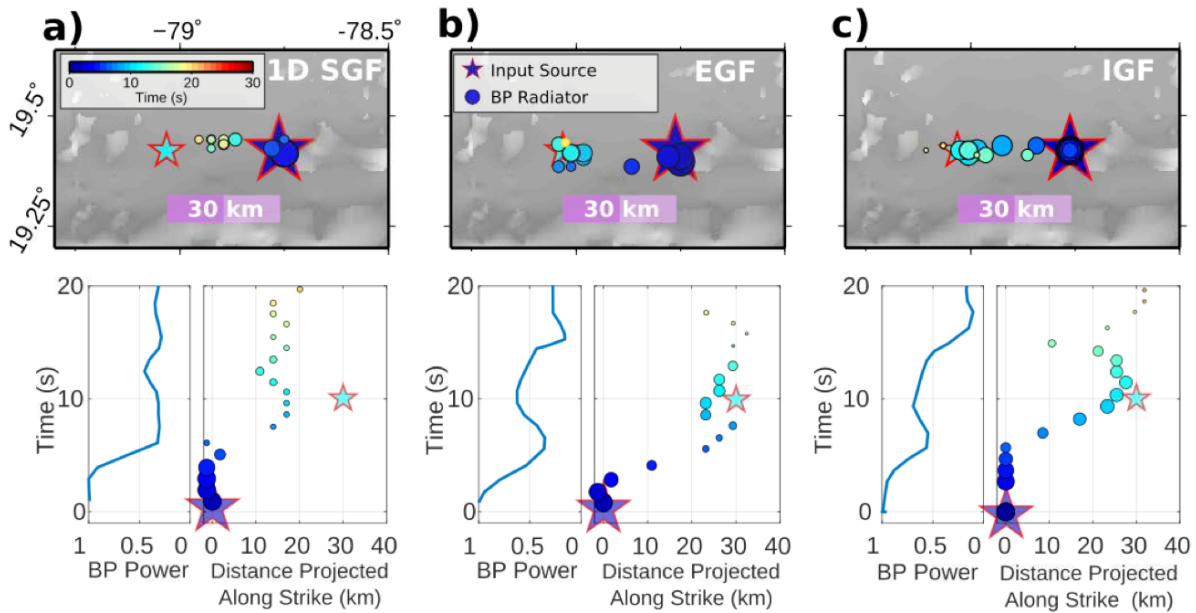 a)
−79˚
-78.5˚
b)
c)
19.5˚
19.25˚
0 10 20 30
Time (s)
1D SGF
30 km
Input Source
BP Radiator
EGF
30 km
IGF
30 km
20
10
0
Time (s)
1 0.5 0
BP Power
0 10 20 30 40
Distance Projected
Along Strike (km)
20
10
0
Time (s)
1 0.5 0
BP Power
0 10 20 30 40
Distance Projected
Along Strike (km)
20
10
0
Time (s)
1 0.5 0
BP Power
0 10 20 30 40
Distance Projected
Along Strike (km)